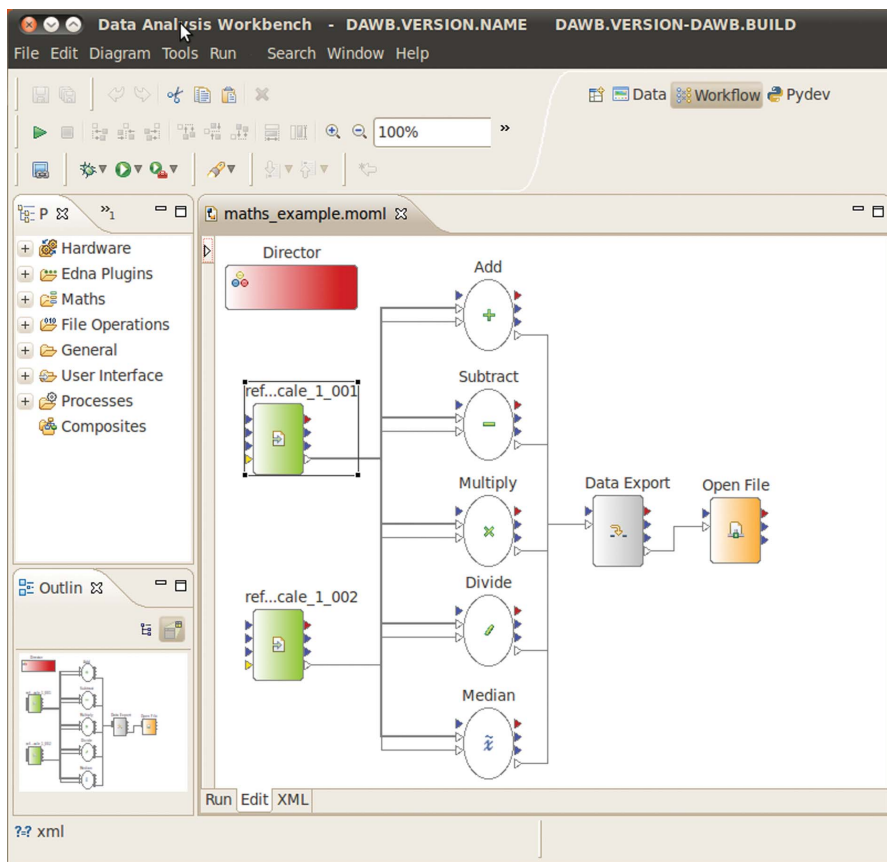 Data Analysis Workbench - DAWB.VERSION.NAME DAWB.VERSION-DAWB.BUILD
File Edit Diagram Tools Run Search Window Help
Data Workflow Pydev
100% »
P »1
maths_example.moml
Hardware
Edna Plugins
Maths
File Operations
General
User Interface
Processes
Composites
Director
Add
ref...cale_1_001
Subtract
Multiply
Data Export
Open File
ref...cale_1_002
Divide
Median
x̃
Outlin
Run Edit XML
?=? xml